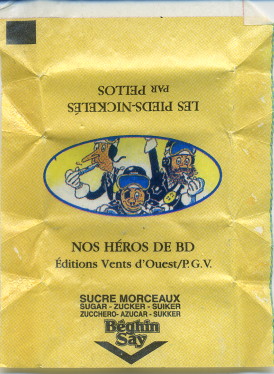 LES PIEDS-NICKELÉS
PAR PELLOS
NOS HÉROS DE BD
Éditions Vents d'Ouest/P.G.V.
SUCRE MORCEAUX
SUGAR - ZUCKER - SUIKER
ZUCCHERO - AZUCAR - SUKKER
Béghin
Say